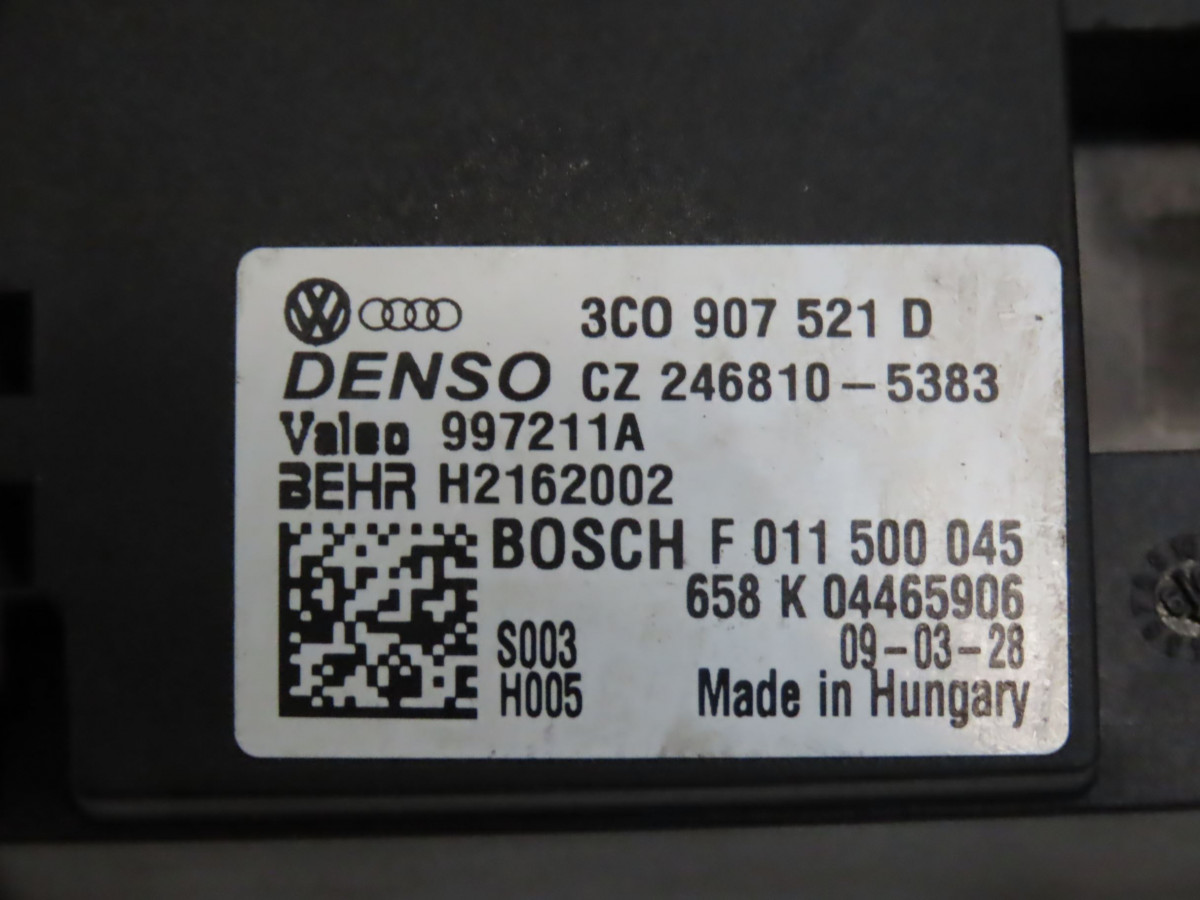 3C0 907 521 D
DENSO CZ 246810-5383
Valeo 997211A
BEHR H2162002
BOSCH F 011 500 045
658 K 04465906
S003 09-03-28
H005 Made in Hungary